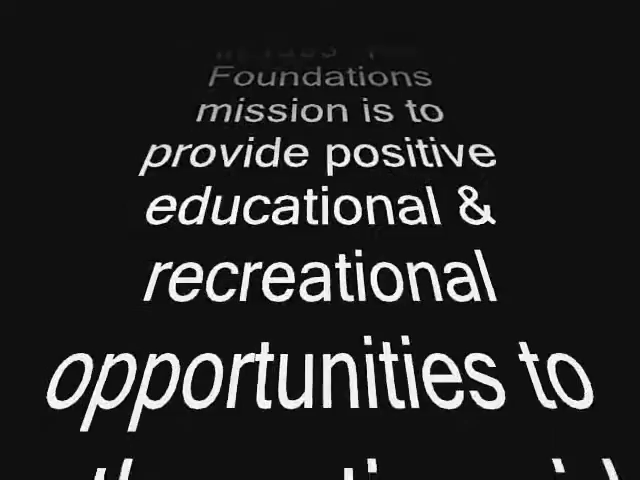 Foundations
mission is to
provide positive
educational &
recreational
opportunities to